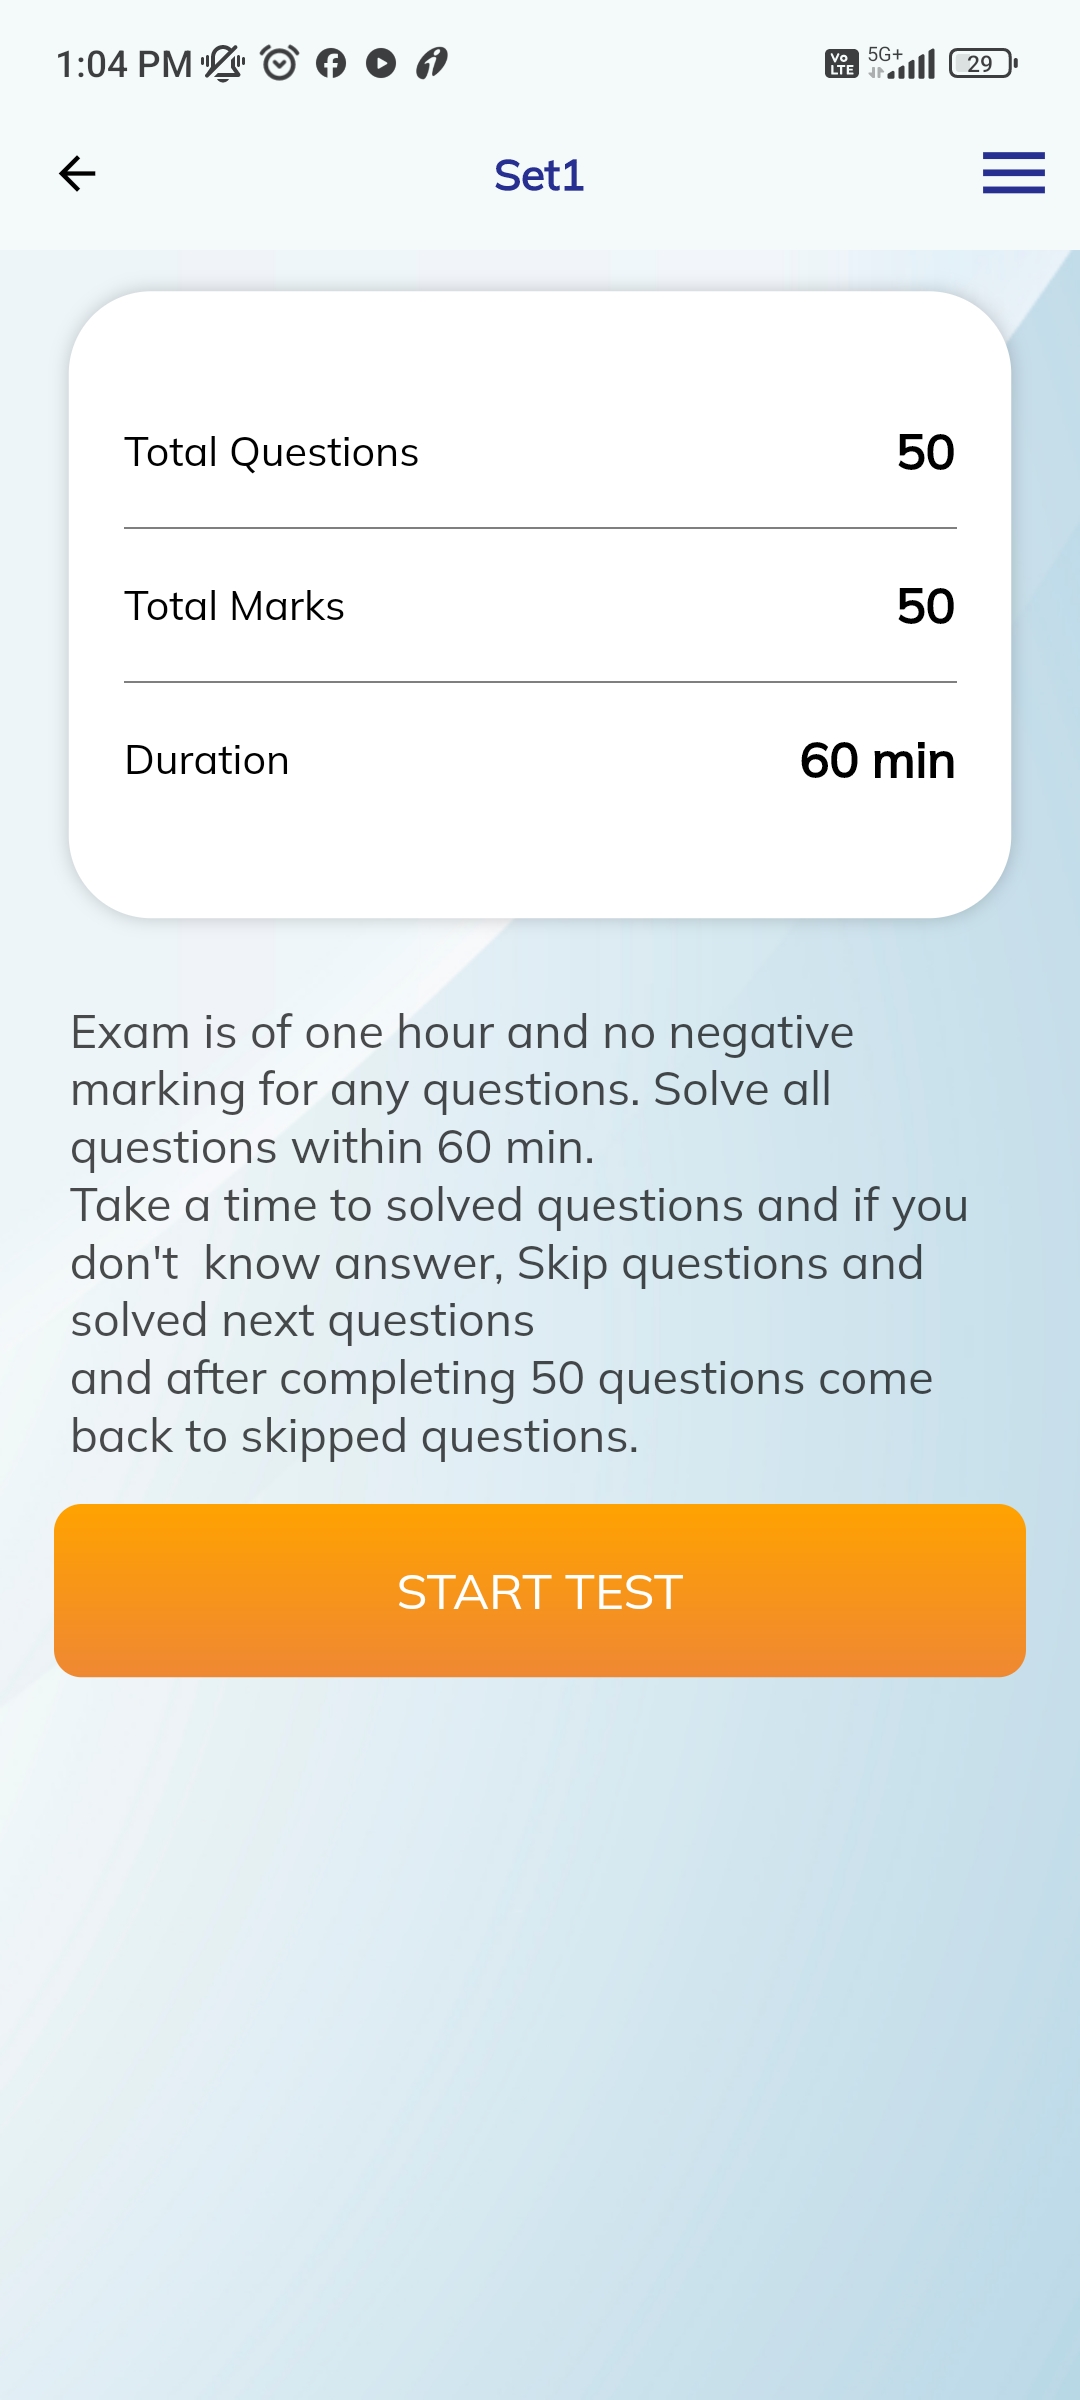 1:04 PM
Vo LTE 5G+ 29
Set1
Total Questions 50
Total Marks 50
Duration 60 min
Exam is of one hour and no negative
marking for any questions. Solve all
questions within 60 min.
Take a time to solved questions and if you
don't  know answer, Skip questions and
solved next questions
and after completing 50 questions come
back to skipped questions.
START TEST